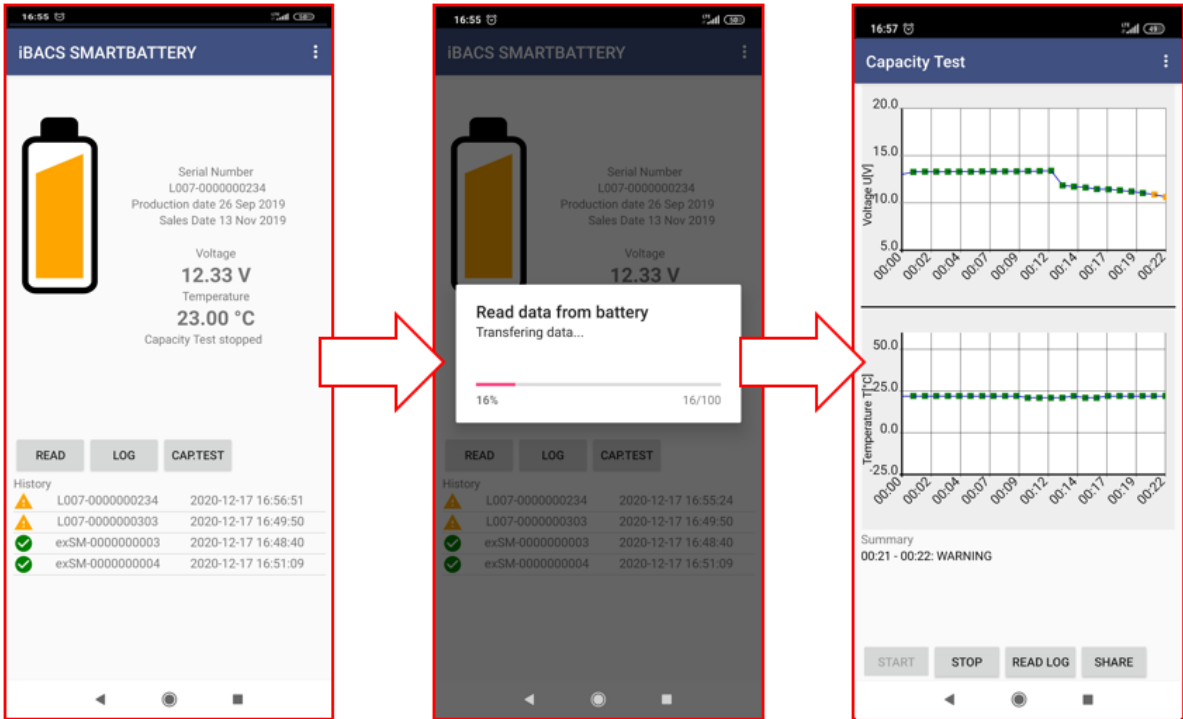 16:55
LTE
50
iBACS SMARTBATTERY
Serial Number
L007-0000000234
Production date 26 Sep 2019
Sales Date 13 Nov 2019
Voltage
12.33 V
Temperature
23.00 °C
Capacity Test stopped
READ LOG CAP.TEST
History
L007-0000000234 2020-12-17 16:56:51
L007-0000000303 2020-12-17 16:49:50
exSM-0000000003 2020-12-17 16:48:40
exSM-0000000004 2020-12-17 16:51:09
16:55
LTE
50
iBACS SMARTBATTERY
Serial Number
L007-0000000234
Production date 26 Sep 2019
Sales Date 13 Nov 2019
Voltage
12.33 V
Read data from battery
Transfering data...
16% 16/100
READ LOG CAP.TEST
History
L007-0000000234 2020-12-17 16:55:24
L007-0000000303 2020-12-17 16:49:50
exSM-0000000003 2020-12-17 16:48:40
exSM-0000000004 2020-12-17 16:51:09
16:57
LTE
49
Capacity Test
Voltage U[V]
20.0
15.0
10.0
5.0
00:00 00:02 00:04 00:07 00:09 00:12 00:14 00:17 00:19 00:22
Temperature T[°C]
50.0
25.0
0.0
-25.0
00:00 00:02 00:04 00:07 00:09 00:12 00:14 00:17 00:19 00:22
Summary
00:21 - 00:22: WARNING
START STOP READ LOG SHARE